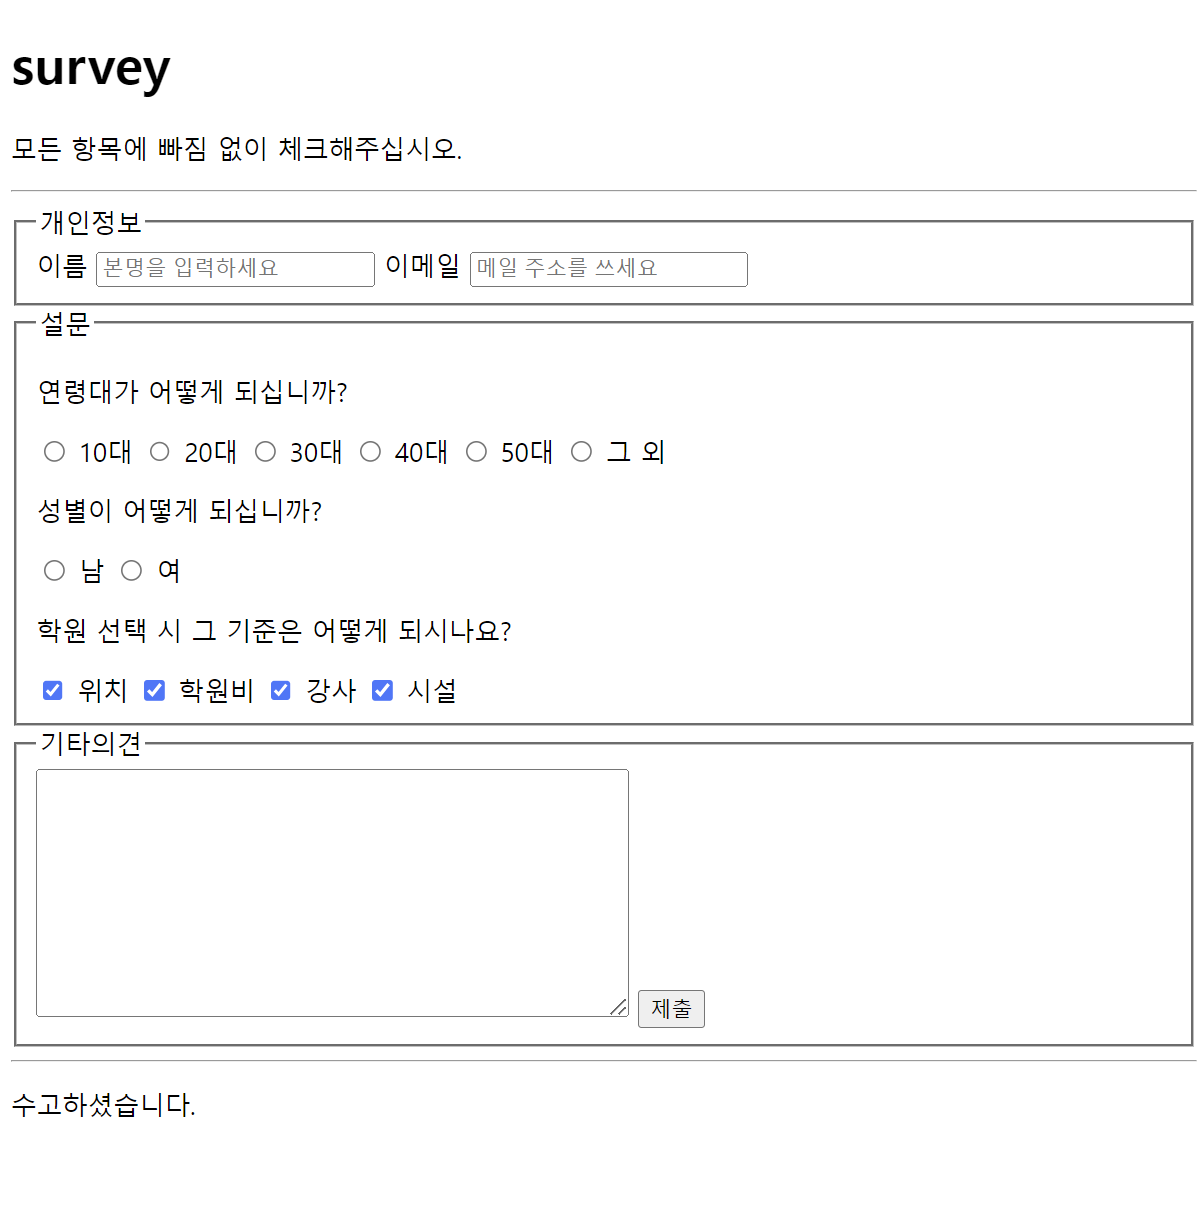 survey
모든 항목에 빠짐 없이 체크해주십시오.
개인정보
이름 본명을 입력하세요 이메일 메일 주소를 쓰세요
설문
연령대가 어떻게 되십니까?
10대 20대 30대 40대 50대 그 외
성별이 어떻게 되십니까?
남 여
학원 선택 시 그 기준은 어떻게 되시나요?
위치 학원비 강사 시설
기타의견
제출
수고하셨습니다.